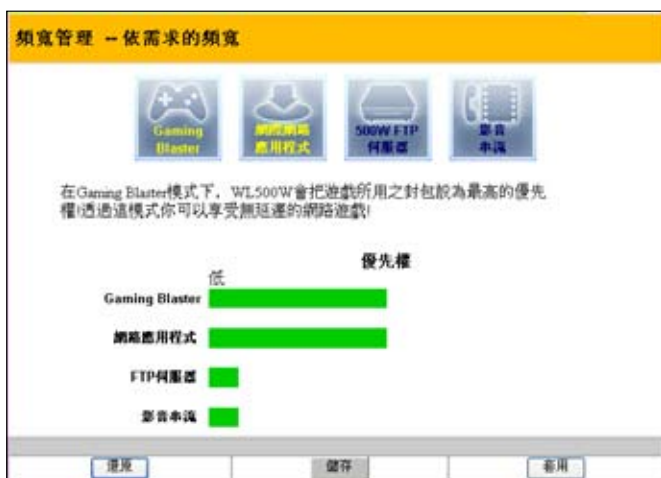 頻寬管理 -- 依需求的頻寬
Gaming
Blaster
網際網路
應用程式
500W FTP
伺服器
影音
串流
在Gaming Blaster模式下，WL500W會把遊戲所用之封包設為最高的優先
權!透過這模式你可以享受無延遲的網路遊戲!
優先權
低
Gaming Blaster
網路應用程式
FTP伺服器
影音串流
還原
儲存
套用